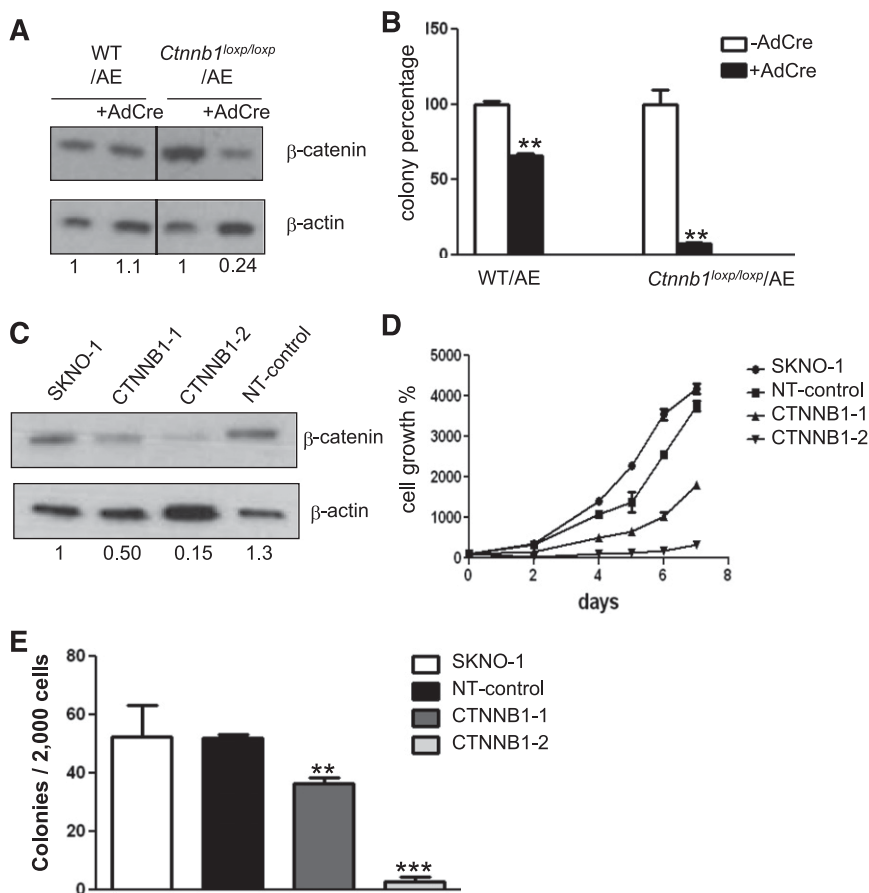 A
WT
/AE
Ctnnb1loxp/loxp
/AE
+AdCre
+AdCre
β-catenin
β-actin
1
1.1
1
0.24
B
colony percentage
150
100
50
0
-AdCre
+AdCre
**
**
WT/AE
Ctnnb1loxp/loxp/AE
C
SKNO-1
CTNNB1-1
CTNNB1-2
NT-control
β-catenin
β-actin
1
0.50
0.15
1.3
D
cell growth %
5000
4000
3000
2000
1000
0
0
2
4
6
8
days
SKNO-1
NT-control
CTNNB1-1
CTNNB1-2
E
Colonies / 2,000 cells
80
60
40
20
0
**
***
SKNO-1
NT-control
CTNNB1-1
CTNNB1-2